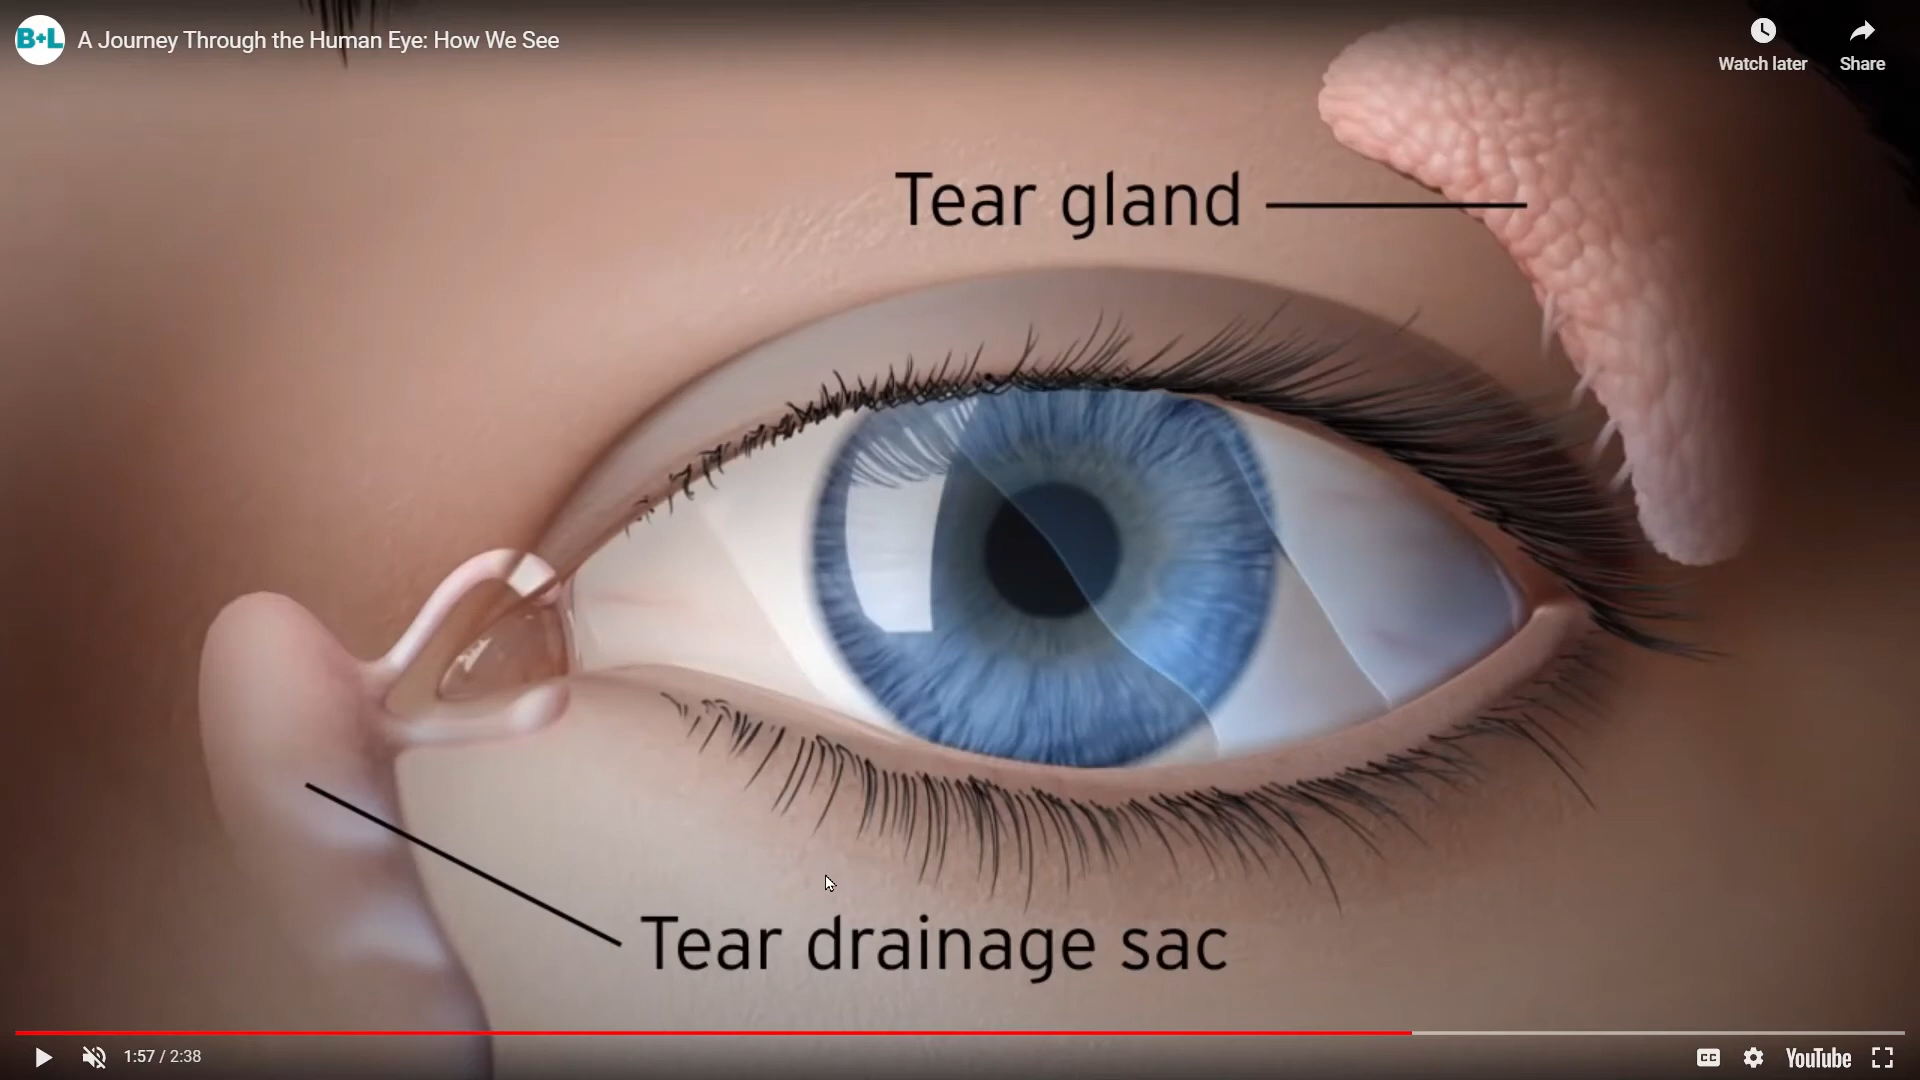 B+L A Journey Through the Human Eye: How We See
Watch later
Share
Tear gland
Tear drainage sac
1:57 / 2:38
CC
YouTube